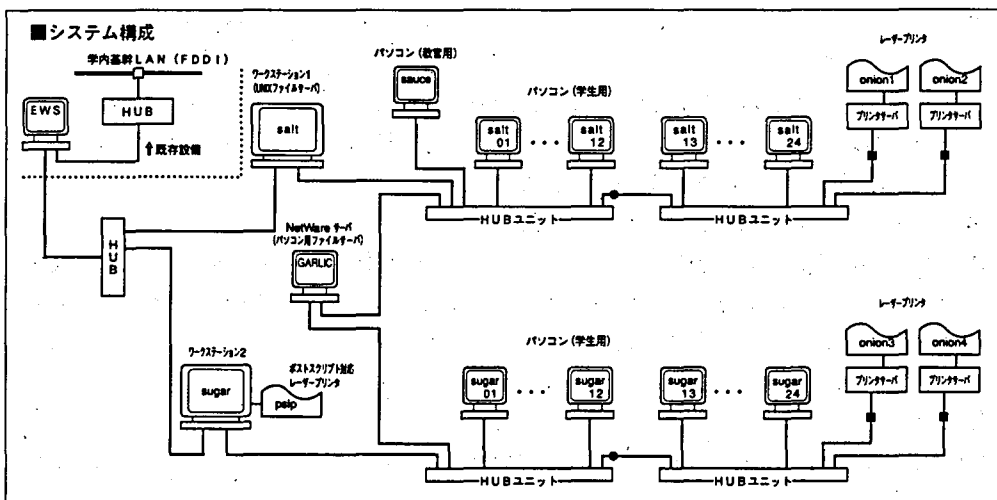 ■システム構成
学内基幹LAN（FDDI）
EWS
HUB
↑既存設備
HUB
ワークステーション1
(UNIXファイルサーバ)
salt
パソコン（教官用）
sauce
パソコン（学生用）
salt
01
・・・
salt
12
salt
13
・・・
salt
24
HUBユニット
HUBユニット
レーザープリンタ
onion1
onion2
プリンタサーバ
プリンタサーバ
NetWare サーバ
(パソコン用ファイルサーバ)
GARLIC
ワークステーション2
sugar
ポストスクリプト対応
レーザープリンタ
pslp
パソコン（学生用）
sugar
01
・・・
sugar
12
sugar
13
・・・
sugar
24
HUBユニット
HUBユニット
レーザープリンタ
onion3
onion4
プリンタサーバ
プリンタサーバ